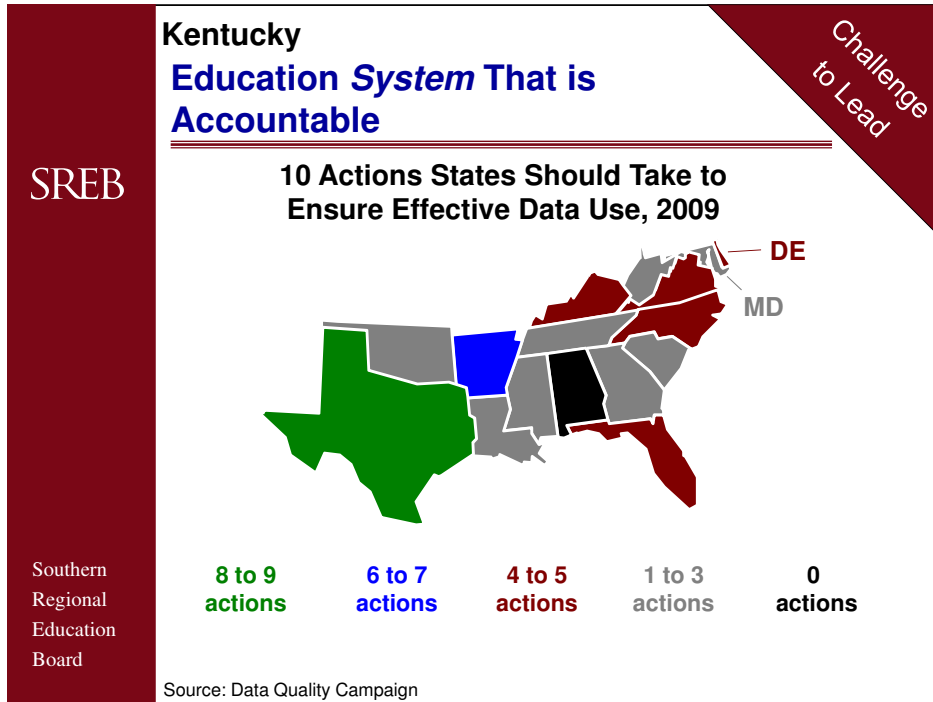 Kentucky
Education System That is
Accountable
Challenge
to Lead
SREB
10 Actions States Should Take to
Ensure Effective Data Use, 2009
DE
MD
8 to 9
actions
6 to 7
actions
4 to 5
actions
1 to 3
actions
0
actions
Southern
Regional
Education
Board
Source: Data Quality Campaign